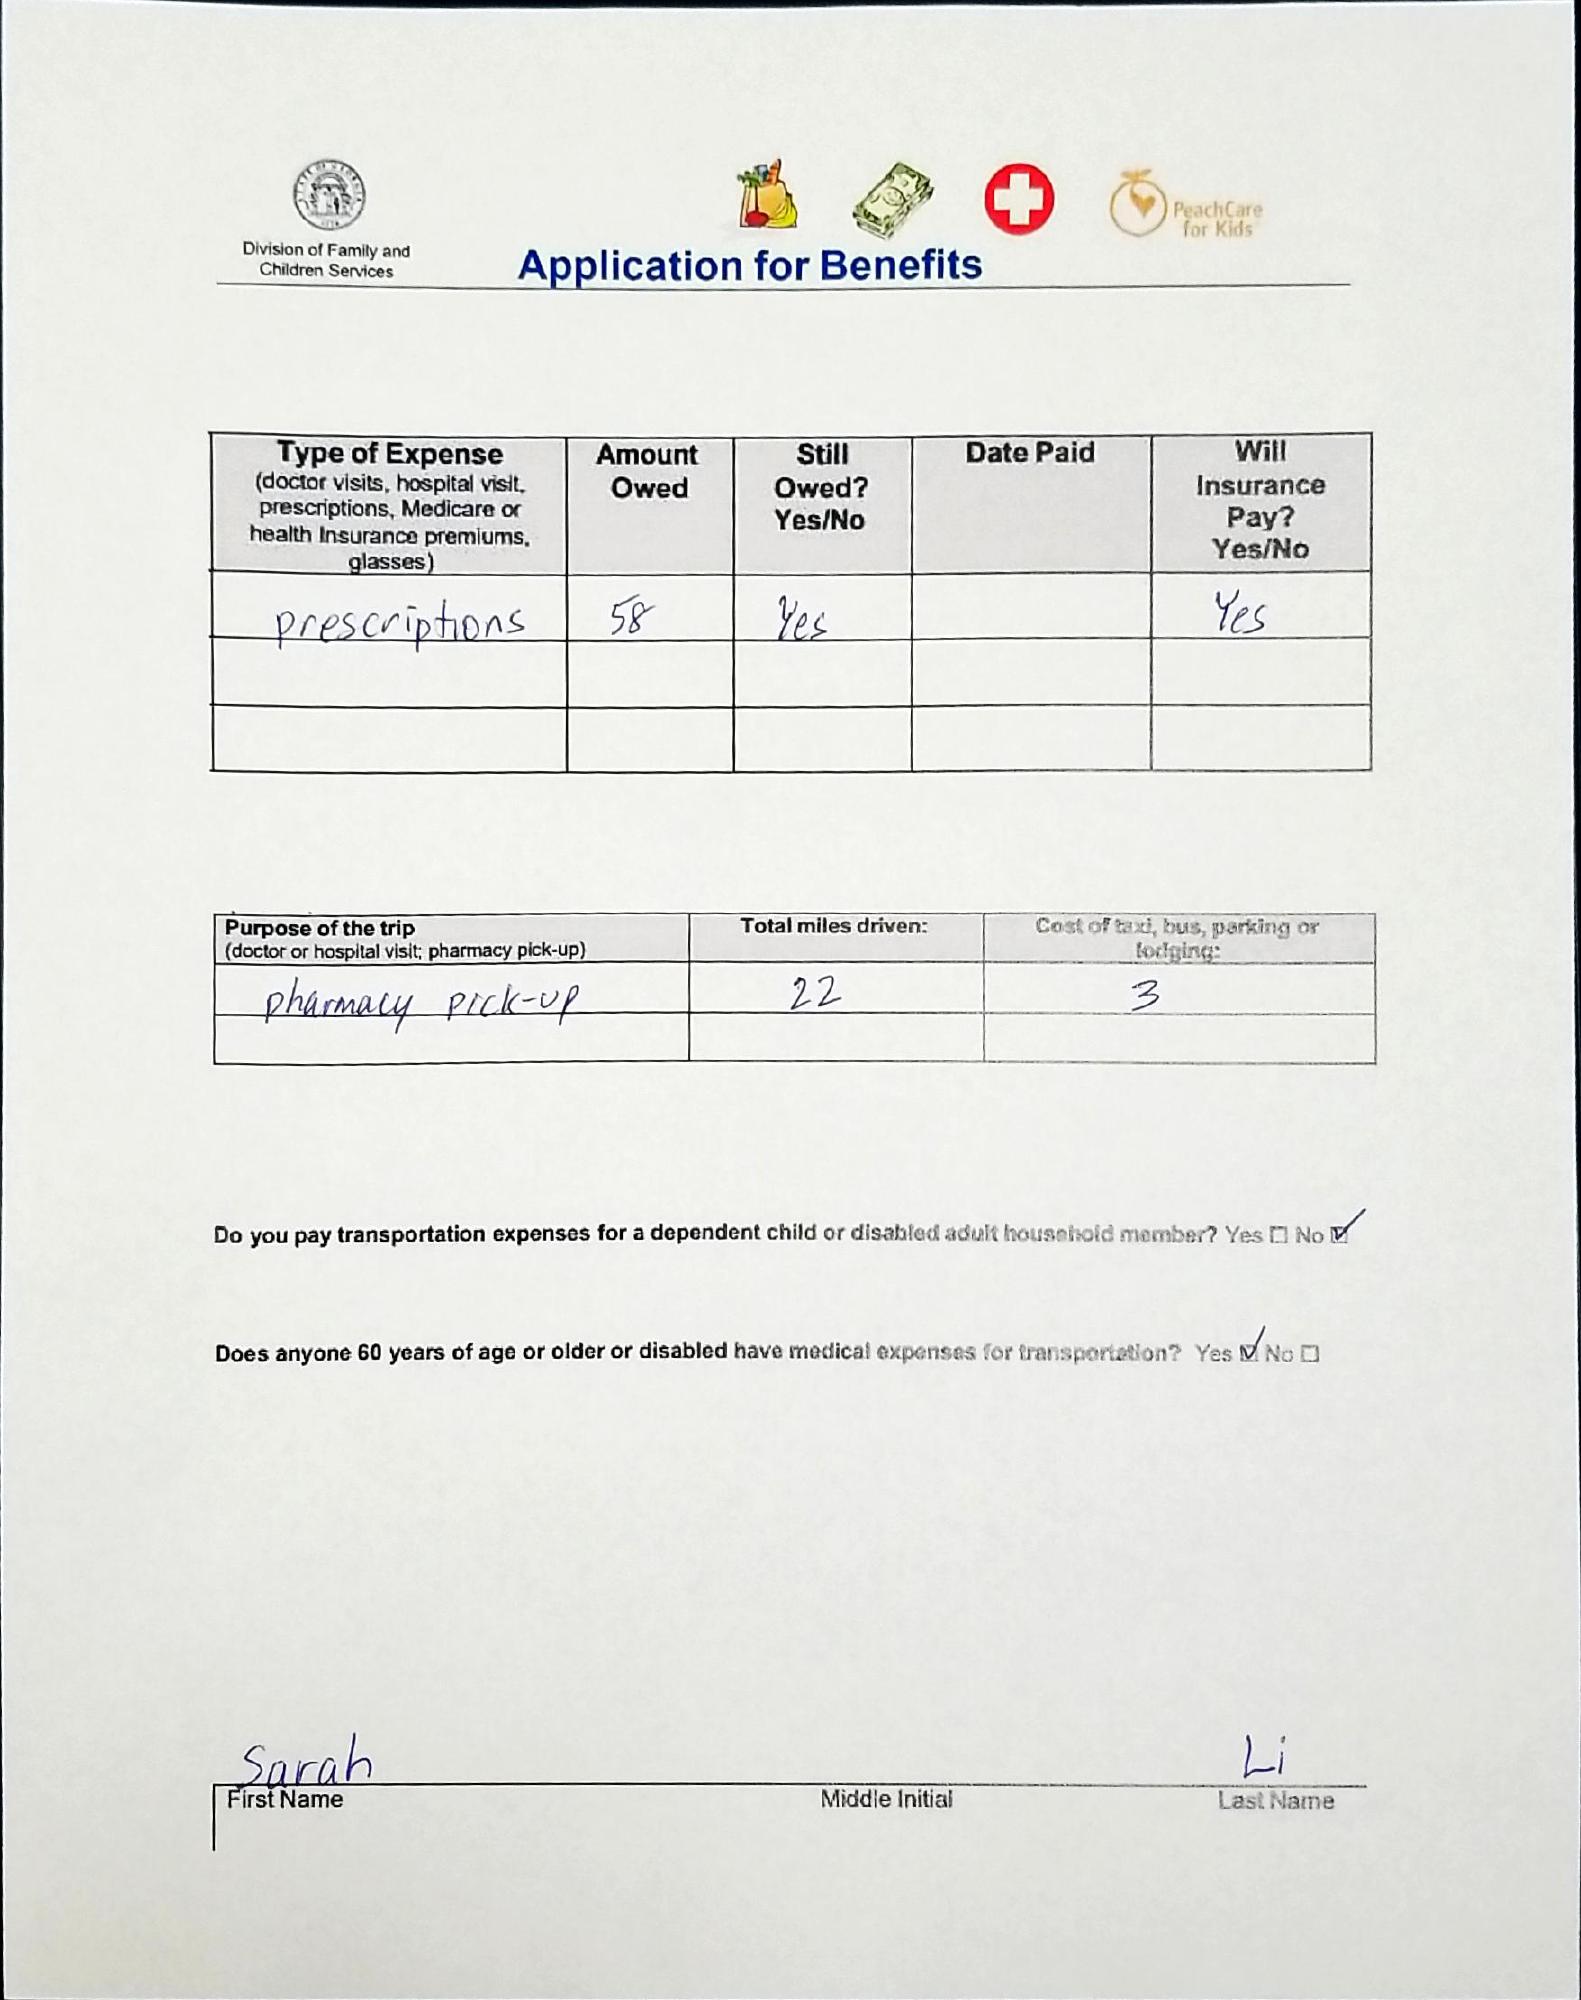 Division of Family and
Children Services
PeachCare
for Kids
Application for Benefits
Type of Expense
(doctor visits, hospital visit,
prescriptions, Medicare or
health Insurance premiums,
glasses)
Amount
Owed
Still
Owed?
Yes/No
Date Paid
Will
Insurance
Pay?
Yes/No
prescriptions 58 Yes Yes
Purpose of the trip
(doctor or hospital visit; pharmacy pick-up)
Total miles driven:
Cost of taxi, bus, parking or
lodging:
pharmacy pick-up 22 3
Do you pay transportation expenses for a dependent child or disabled adult household member? Yes ☐ No ☑
Does anyone 60 years of age or older or disabled have medical expenses for transportation? Yes ☑ No ☐
Sarah Li
First Name Middle Initial Last Name